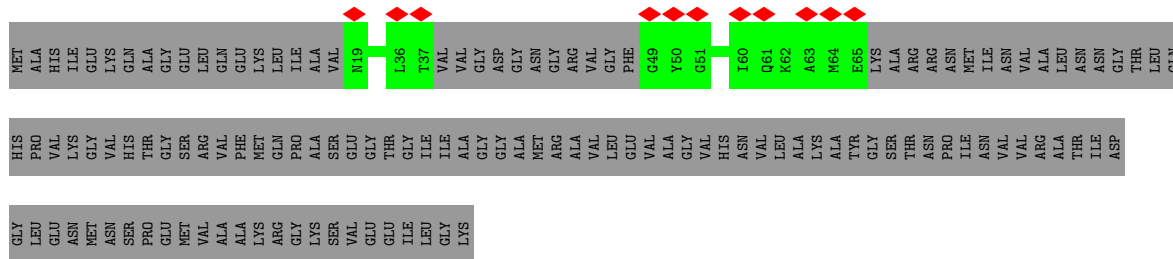 MET ALA HIS ILE GLU LYS GLN ALA GLY GLU LEU GLN GLU LYS LEU ILE ALA VAL N19 L36 T37 VAL VAL GLY ASP GLY ASN GLY ARG VAL GLY PHE G49 Y50 G51 I60 Q61 K62 A63 M64 E65 LYS ALA ARG ARG ASN MET ILE ASN VAL ALA LEU ASN ASN GLY THR LEU GLN
HIS PRO VAL LYS GLY VAL HIS THR GLY SER ARG VAL PHE MET GLN PRO ALA SER GLU GLY THR GLY ILE ILE ALA GLY GLY ALA MET ARG ALA VAL LEU GLU VAL ALA GLY VAL HIS ASN VAL LEU ALA LYS ALA TYR GLY SER THR ASN PRO ILE ASN VAL VAL ARG ALA THR ILE ASP
GLY LEU GLU ASN MET ASN SER PRO GLU MET VAL ALA ALA LYS ARG GLY LYS SER VAL GLU GLU ILE LEU GLY LYS